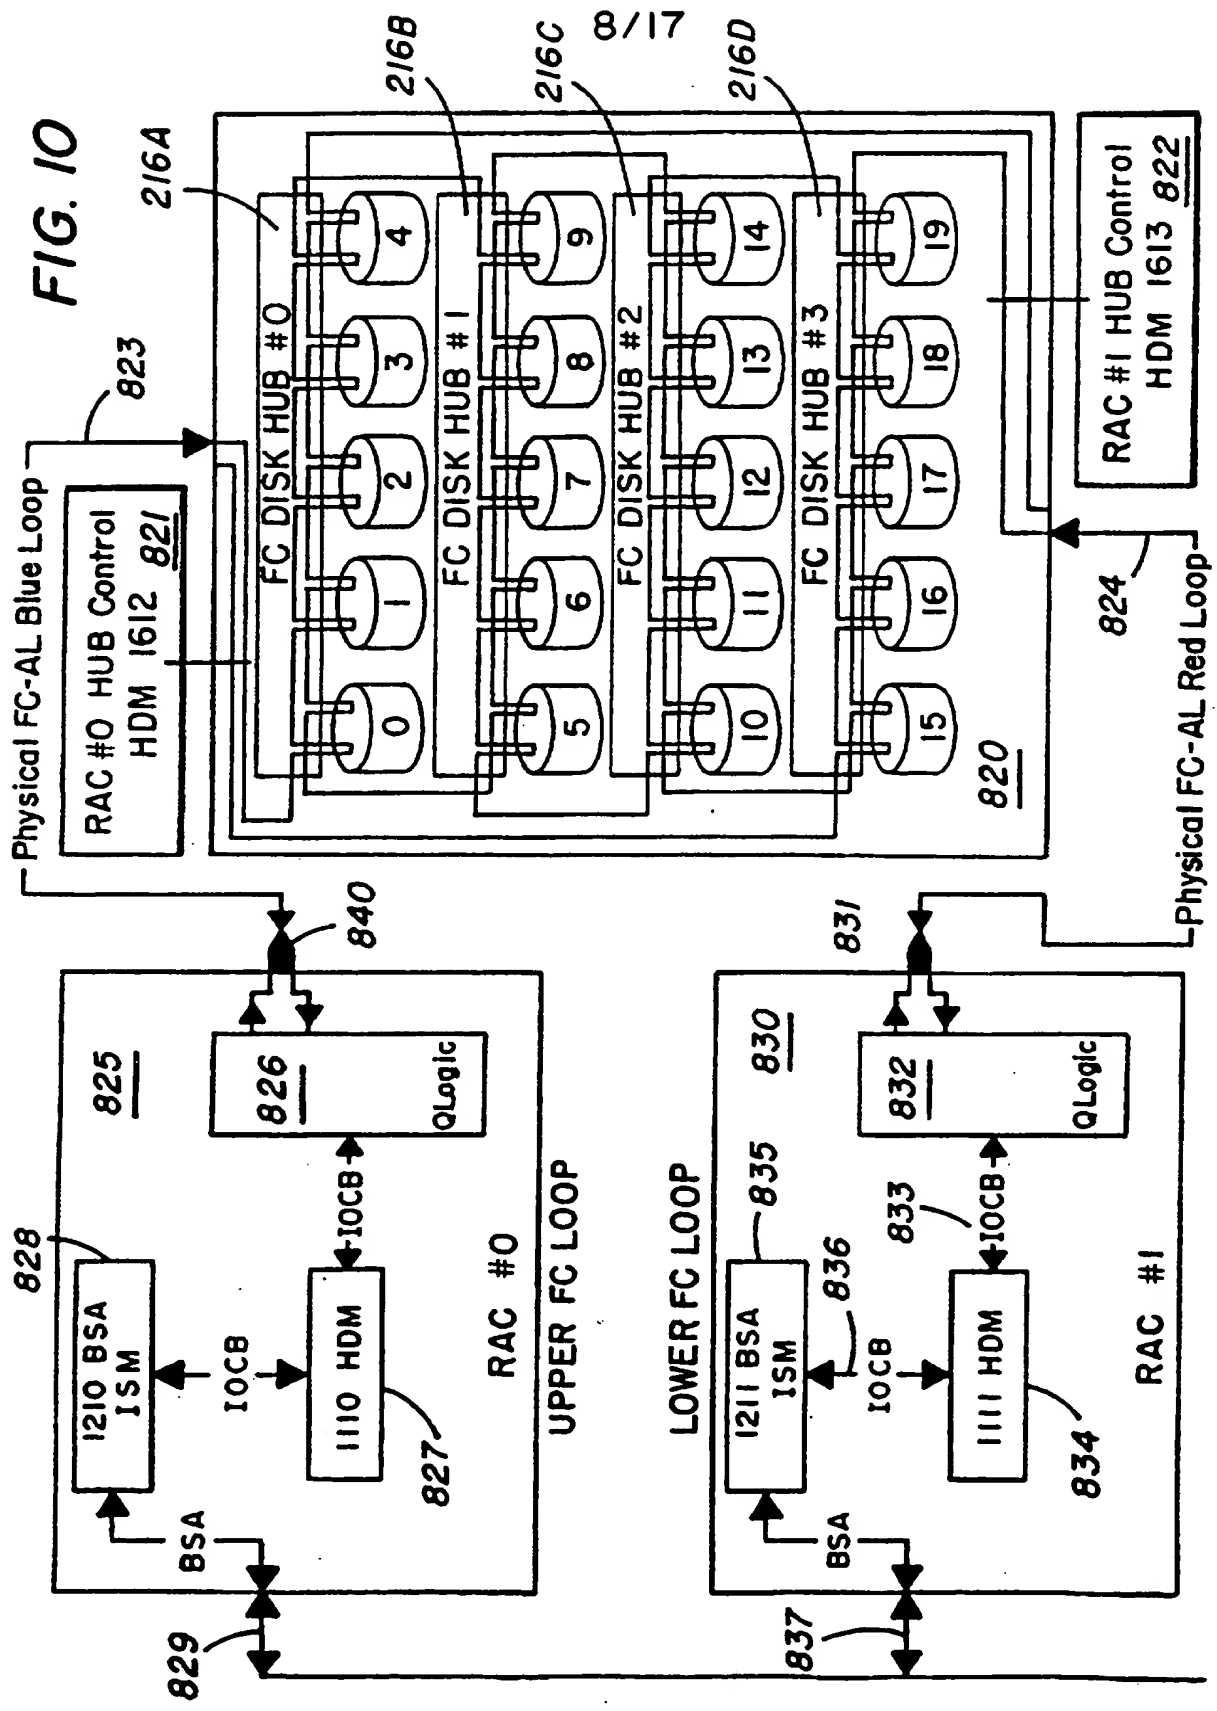 8/17
FIG. 10
Physical FC-AL Blue Loop
823
RAC #0 HUB Control
HDM 1612 821
216A
216B
216C
216D
FC DISK HUB #0
0 1 2 3 4
FC DISK HUB #1
5 6 7 8 9
FC DISK HUB #2
10 11 12 13 14
FC DISK HUB #3
15 16 17 18 19
820
RAC #1 HUB Control
HDM 1613 822
824
Physical FC-AL Red Loop
828
825
840
1210 BSA
ISM
826
QLogic
BSA
IOCB
IOCB
1110 HDM
827
829
RAC #0
UPPER FC LOOP
LOWER FC LOOP
835
830
831
1211 BSA
ISM
836
832
QLogic
BSA
IOCB
833
IOCB
1111 HDM
834
837
RAC #1